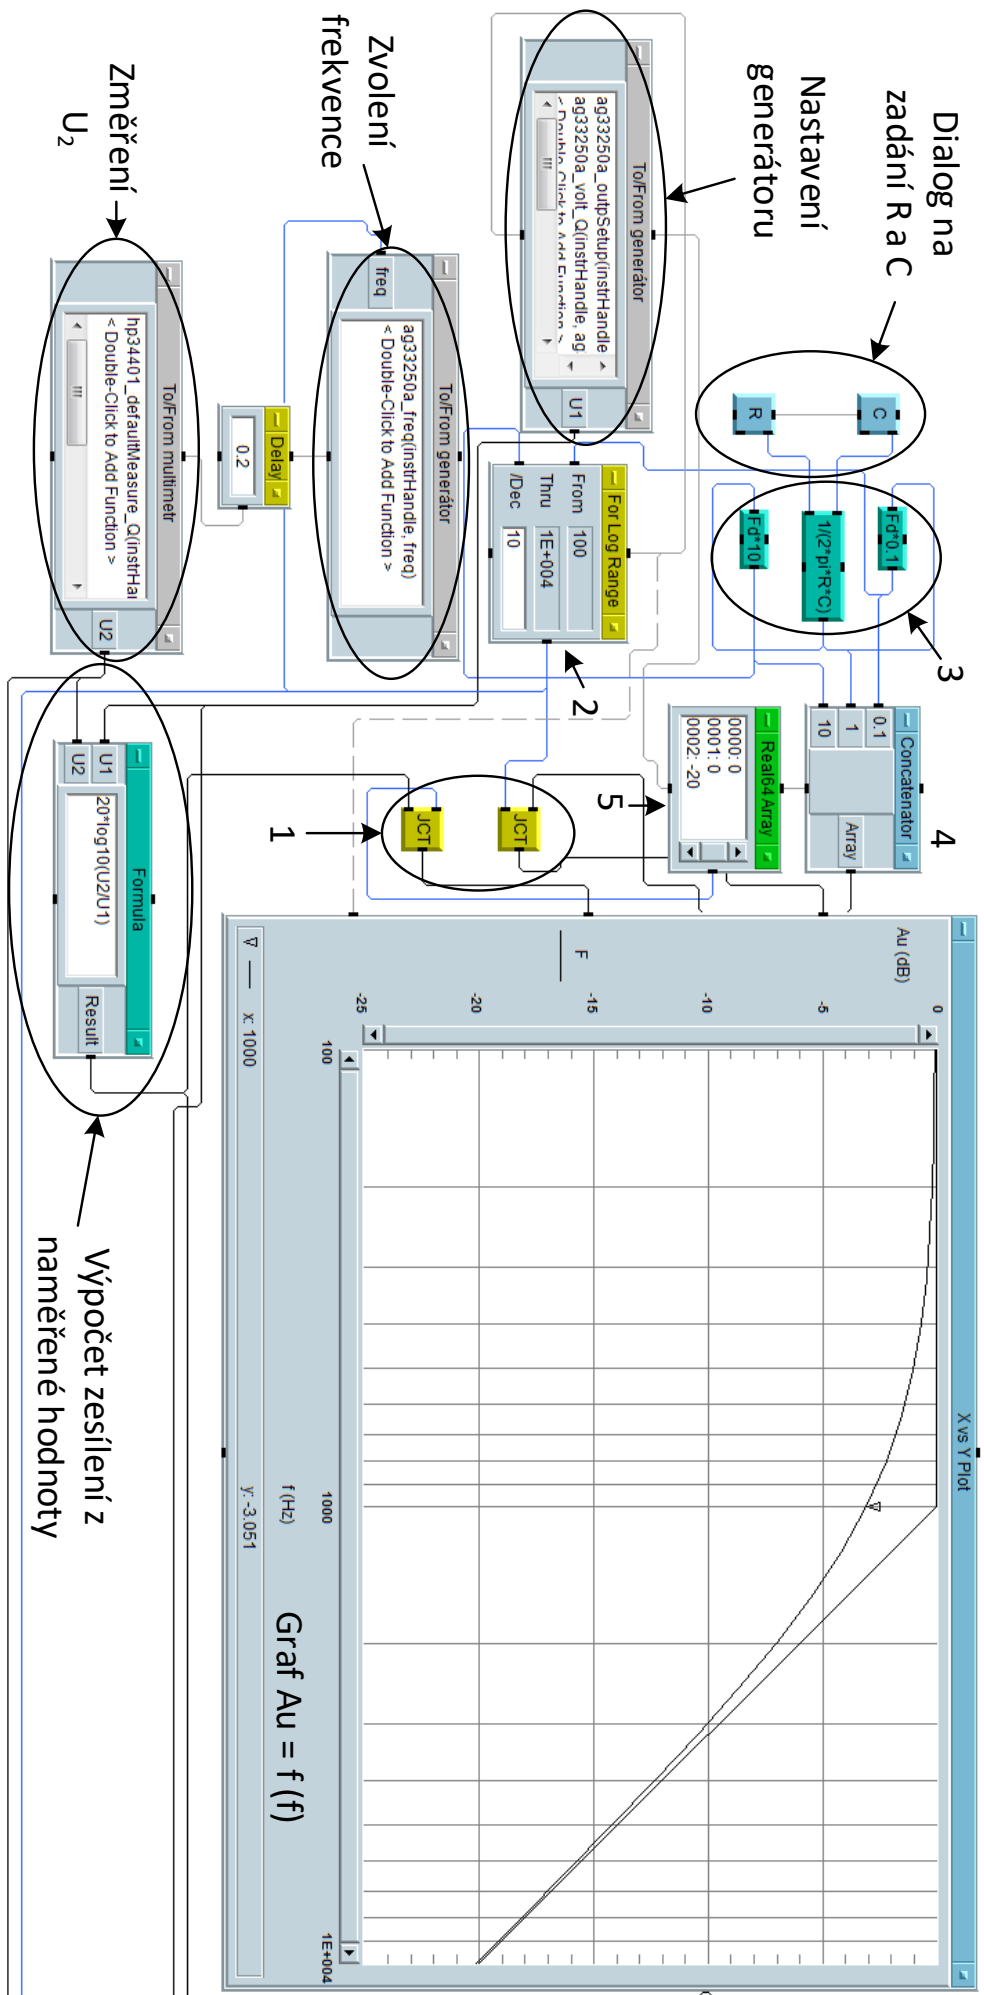 Dialog na
zadání R a C
Nastavení
generátoru
Zvolení
frekvence
Změření
U₂
C
R
Fd*0.1
1/(2*pi*R*C)
Fd*10
3
To/From generátor
ag33250a_outpSetup(instrHandle
ag33250a_volt_Q(instrHandle, ag
< Double-Click to Add Function >
U1
For Log Range
From
100
Thru
1E+004
/Dec
10
2
To/From generátor
freq
ag33250a_freq(instrHandle, freq)
< Double-Click to Add Function >
Delay
0.2
To/From multimetr
hp34401_defaultMeasure_Q(instrHa
< Double-Click to Add Function >
U2
4
Concatenator
0.1
1
10
Array
Real64 Array
0000: 0
0001: 0
0002: -20
5
JCT
JCT
1
Formula
U1
U2
20*log10(U2/U1)
Result
Výpočet zesílení z
naměřené hodnoty
X vs Y Plot
Au (dB)
F
0
-5
-10
-15
-20
-25
100
1000
1E+004
f (Hz)
x: 1000
y: -3.051
Graf Au = f (f)